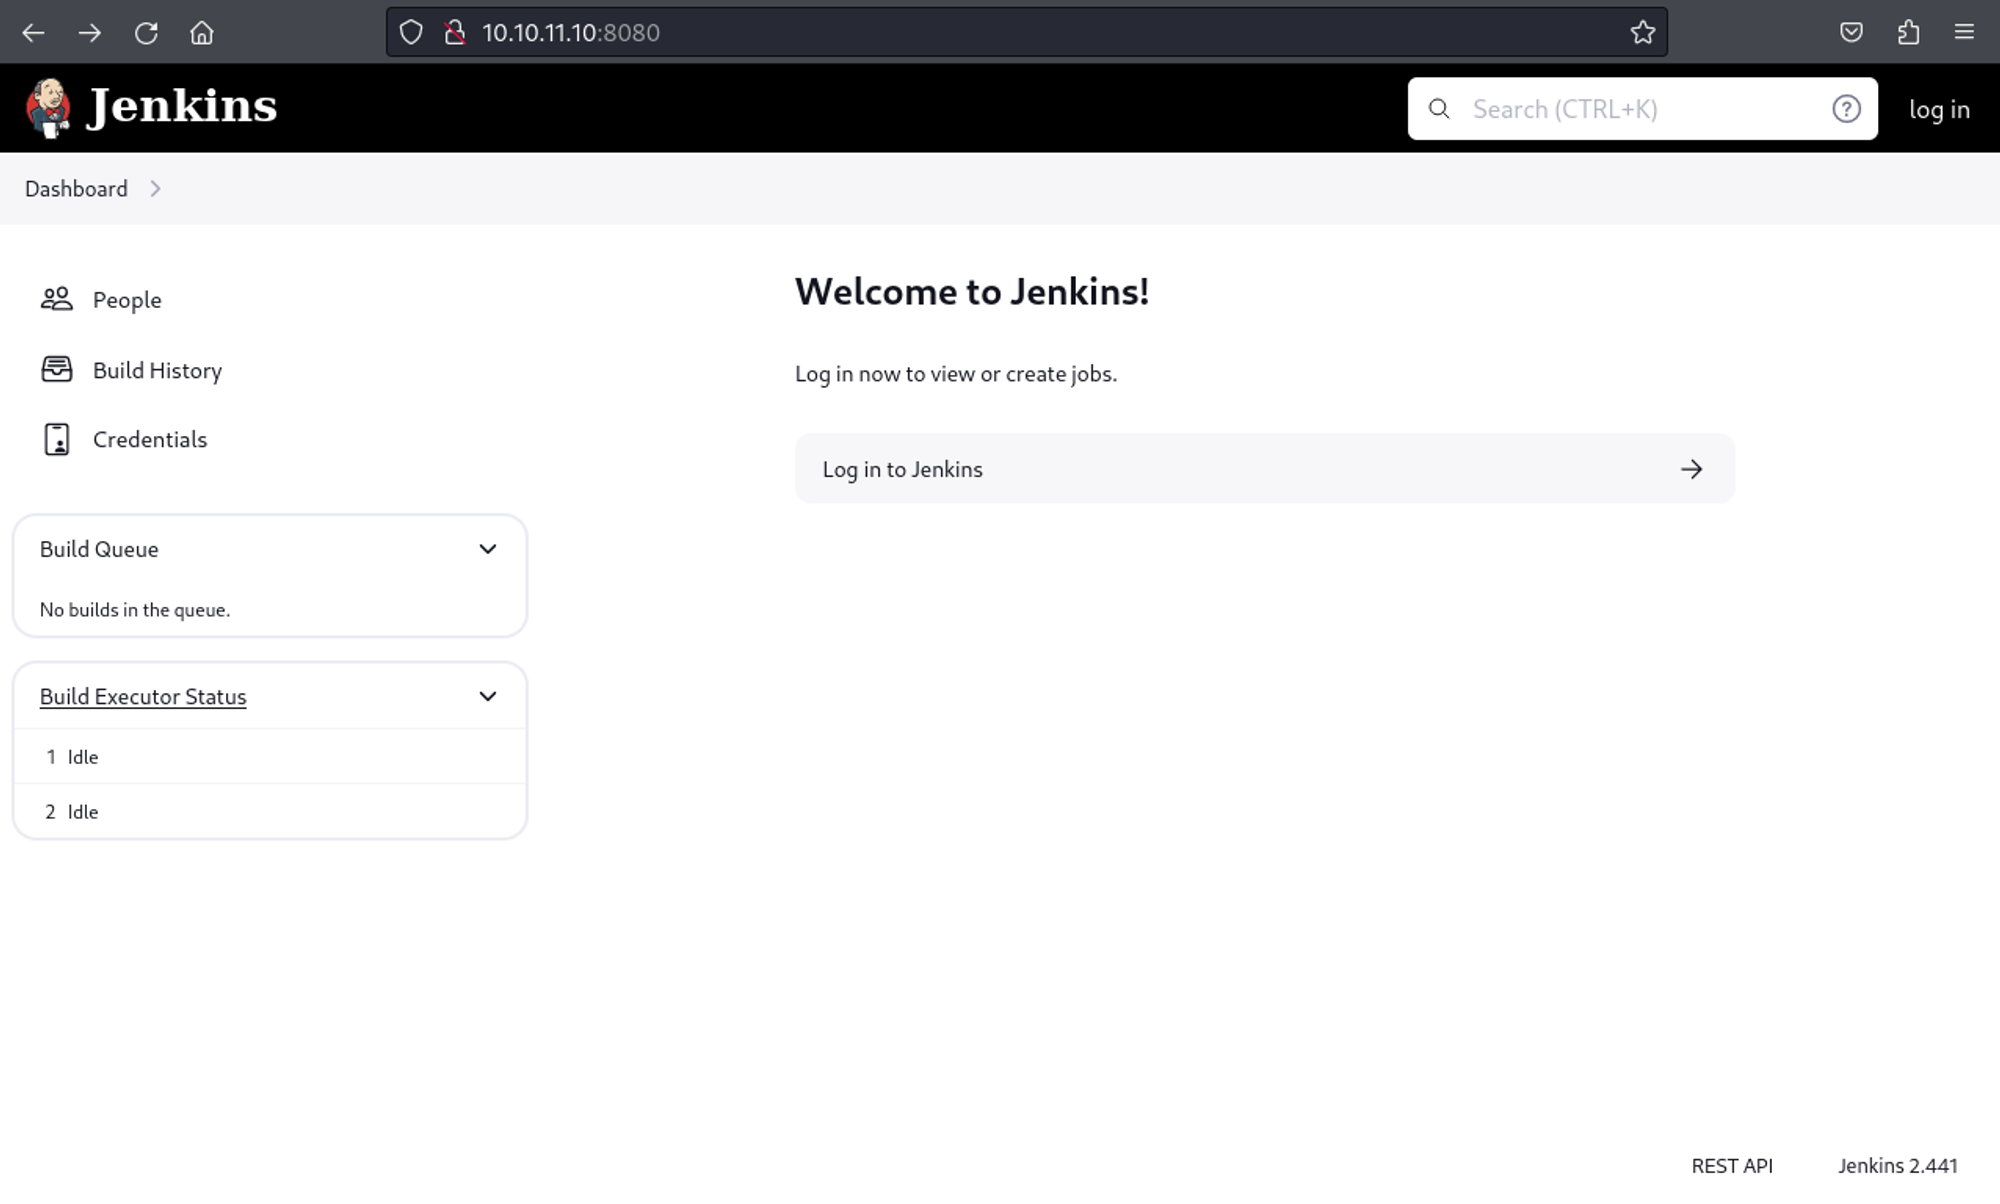 10.10.11.10:8080
Jenkins
Search (CTRL+K)
?
log in
Dashboard
People
Build History
Credentials
Welcome to Jenkins!
Log in now to view or create jobs.
Log in to Jenkins
Build Queue
No builds in the queue.
Build Executor Status
1 Idle
2 Idle
REST API
Jenkins 2.441